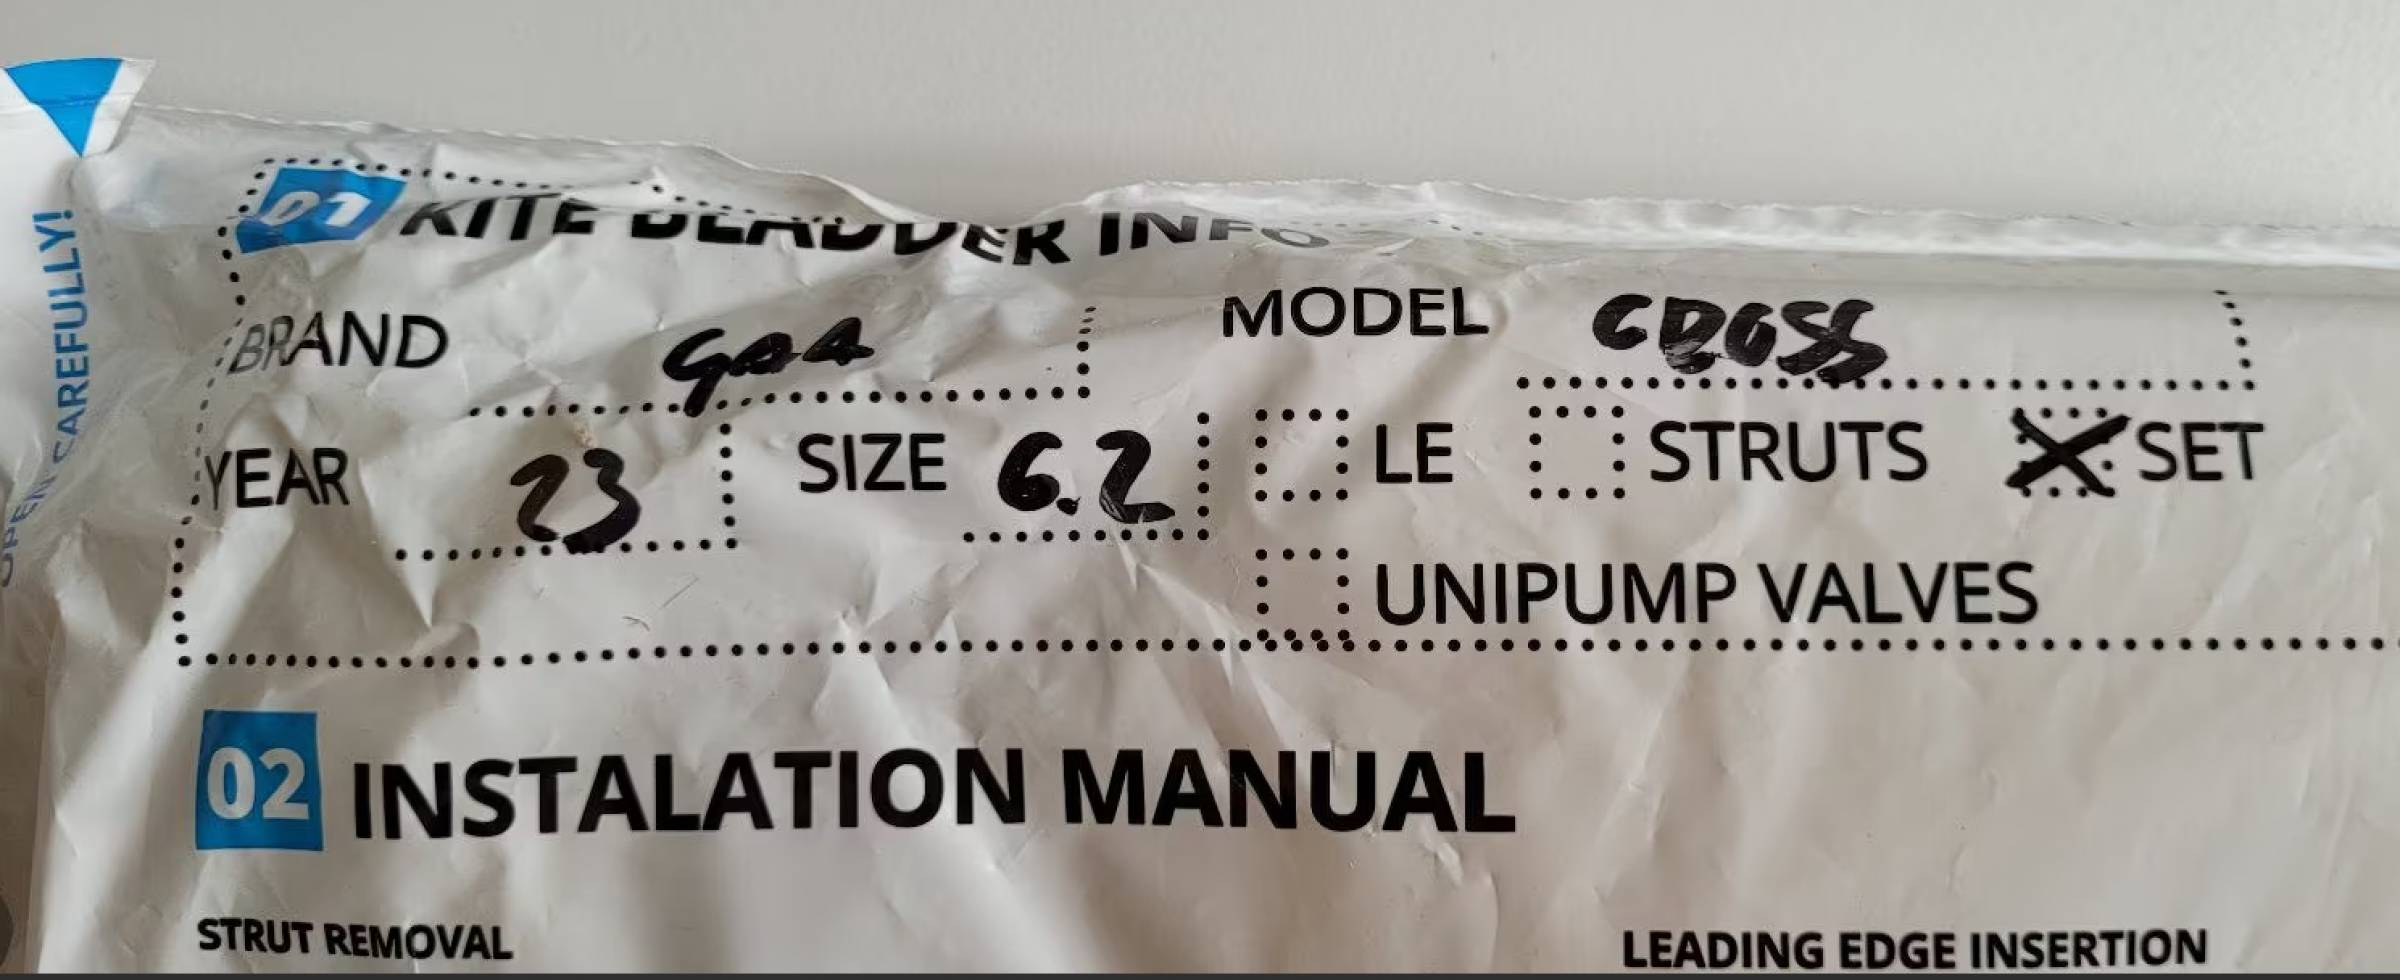 OPEN CAREFULLY!
01 KITE BLADDER INFO
BRAND GAA MODEL CROSS
YEAR 23 SIZE 6.2 LE STRUTS X SET
UNIPUMP VALVES
02 INSTALATION MANUAL
STRUT REMOVAL LEADING EDGE INSERTION